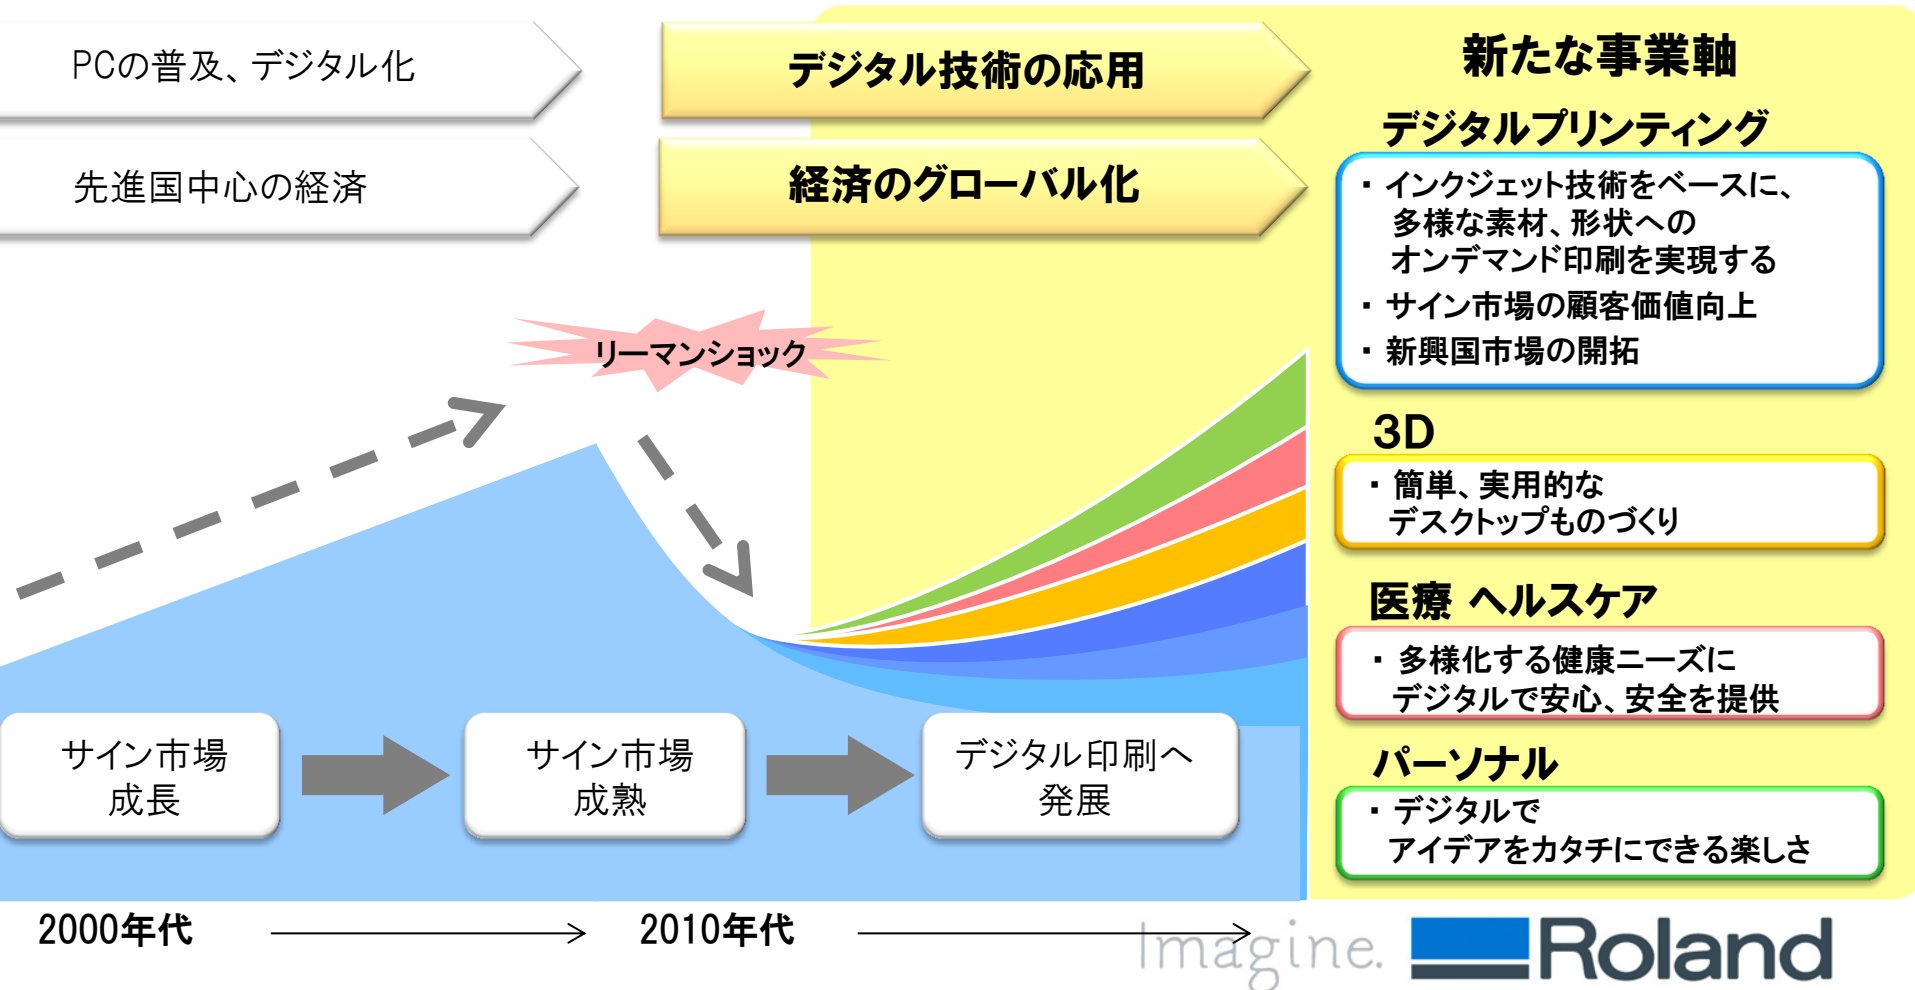 PCの普及、デジタル化
デジタル技術の応用
先進国中心の経済
経済のグローバル化
リーマンショック
サイン市場
成長
サイン市場
成熟
デジタル印刷へ
発展
2000年代
2010年代
新たな事業軸
デジタルプリンティング
・ インクジェット技術をベースに、
多様な素材、形状への
オンデマンド印刷を実現する
・ サイン市場の顧客価値向上
・ 新興国市場の開拓
3D
・ 簡単、実用的な
デスクトップものづくり
医療 ヘルスケア
・ 多様化する健康ニーズに
デジタルで安心、安全を提供
パーソナル
・ デジタルで
アイデアをカタチにできる楽しさ
Imagine.
Roland